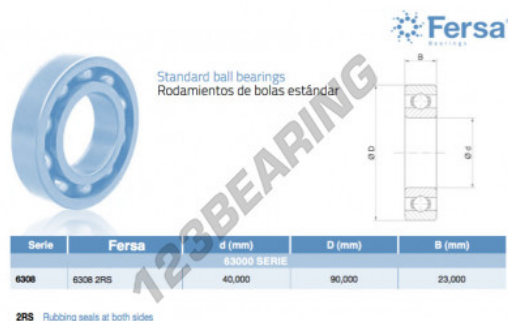 Fersa
Bearings
Standard ball bearings
Rodamientos de bolas estándar
B
Ø D
Ø d
123BEARING
Serie Fersa d (mm) D (mm) B (mm)
63000 SERIE
6308 6308 2RS 40,000 90,000 23,000
2RS Rubbing seals at both sides